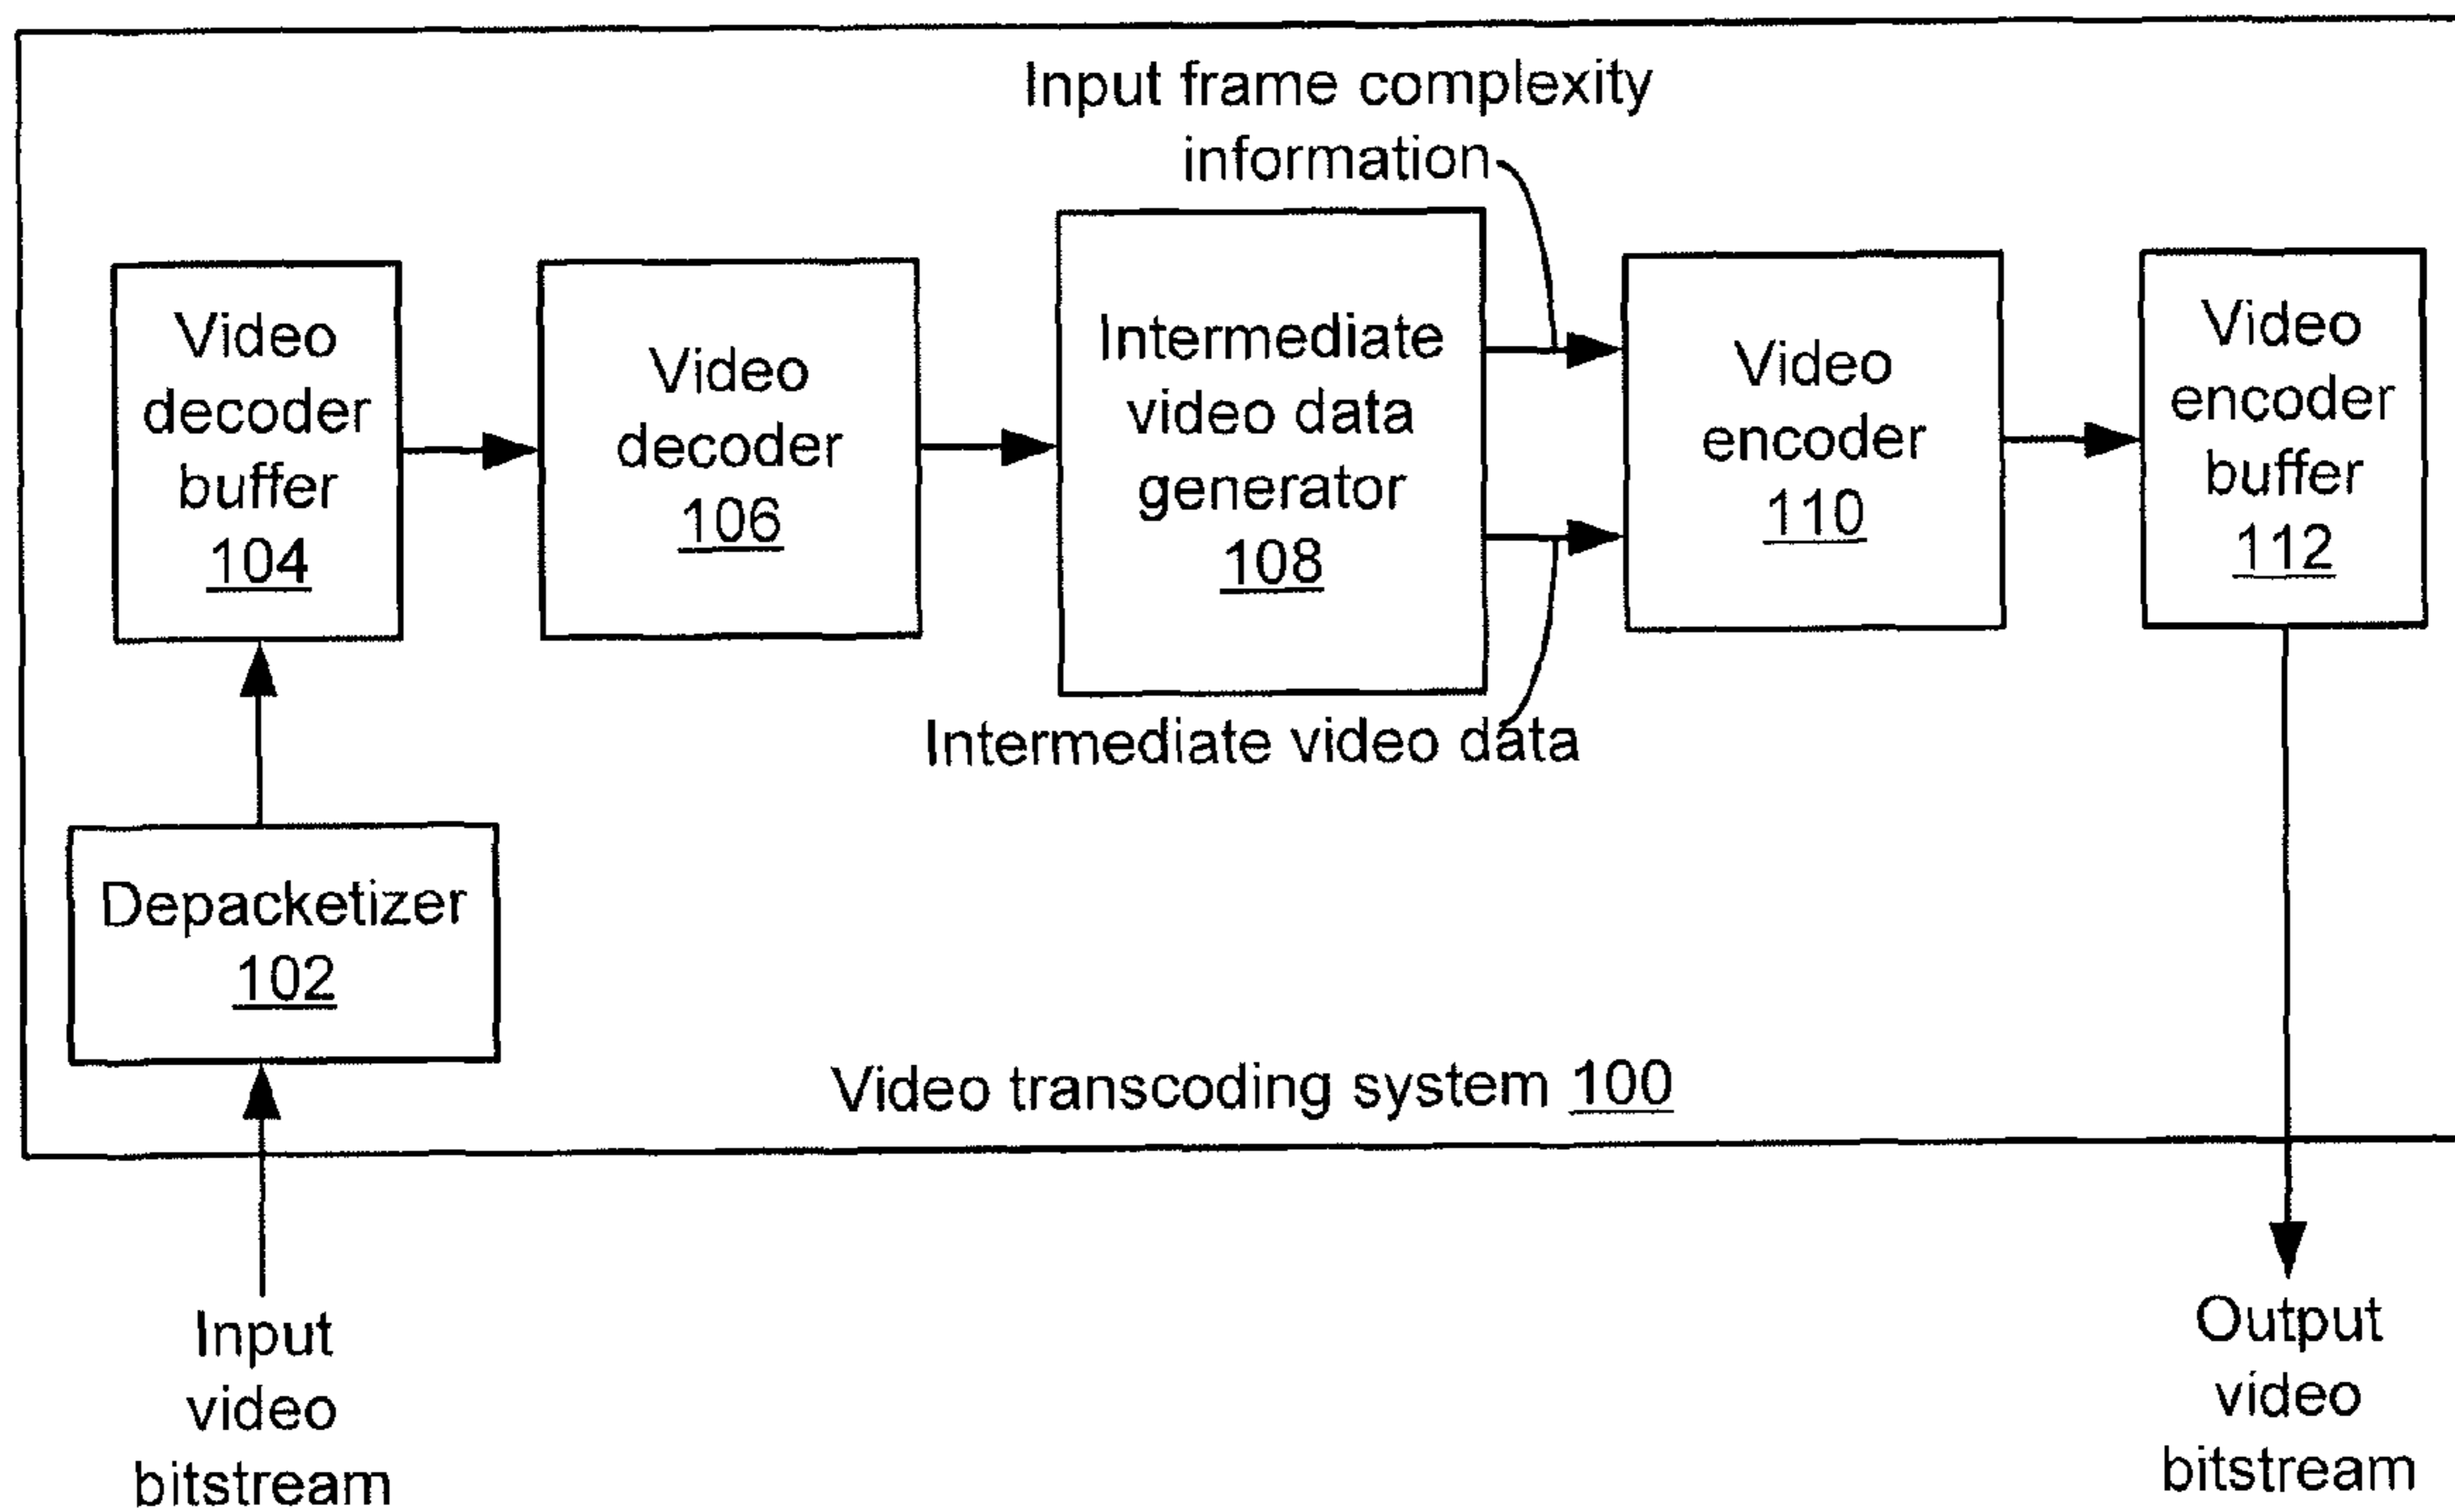 Input frame complexity
information
Video
decoder
buffer
104
Video
decoder
106
Intermediate
video data
generator
108
Video
encoder
110
Video
encoder
buffer
112
Intermediate video data
Depacketizer
102
Video transcoding system 100
Input
video
bitstream
Output
video
bitstream